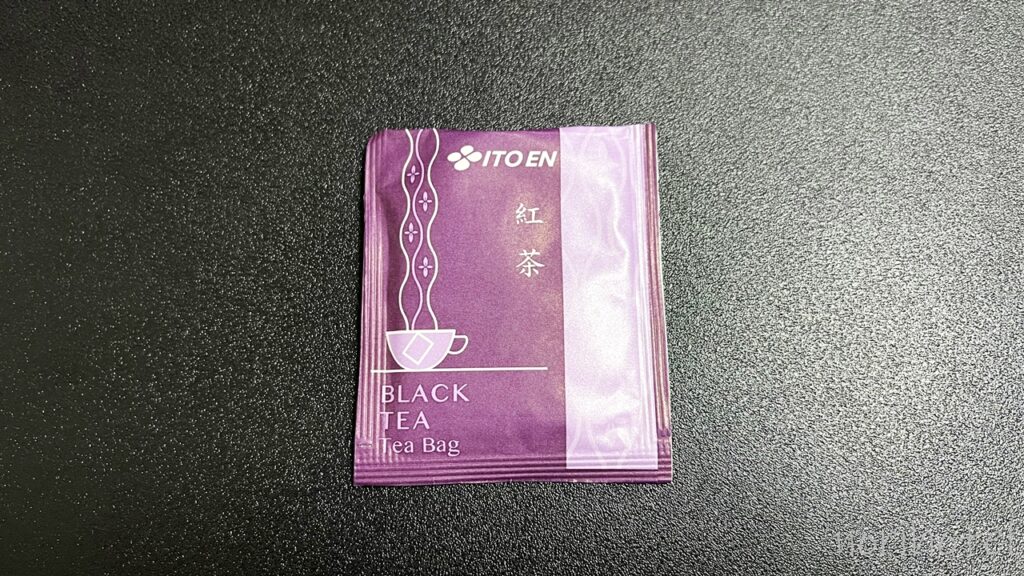 ITO EN
紅茶
BLACK
TEA
Tea Bag